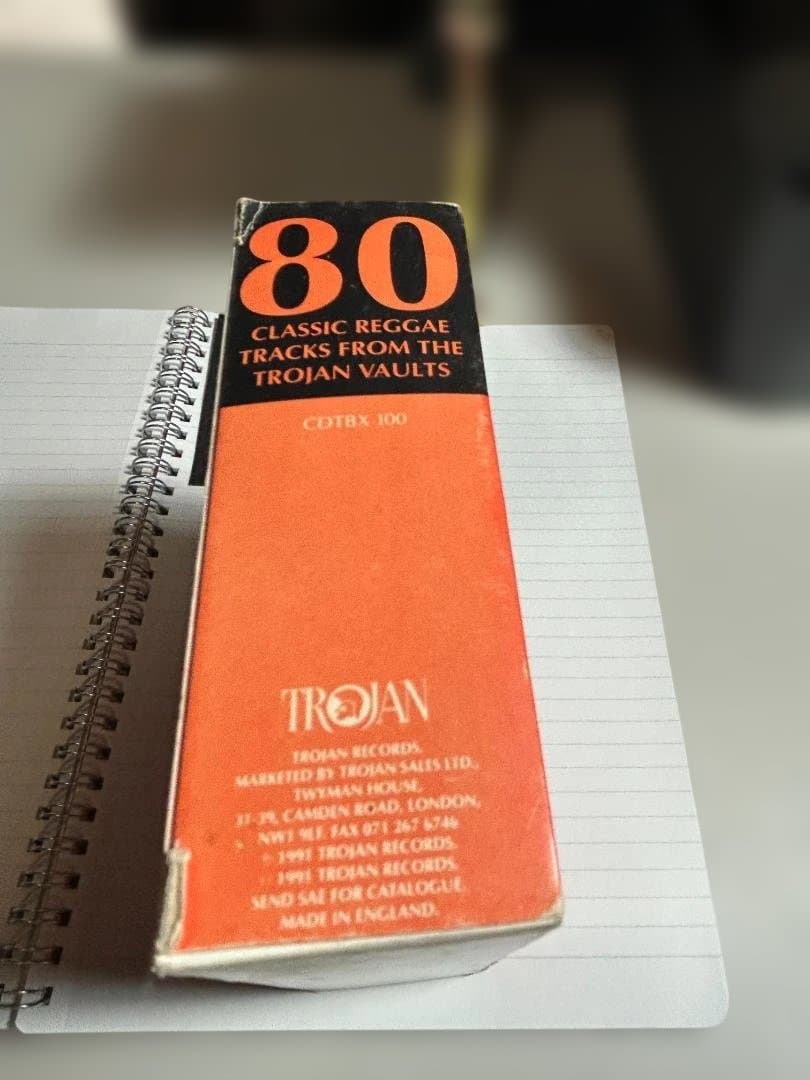 80
CLASSIC REGGAE
TRACKS FROM THE
TROJAN VAULTS
CDTBX 100
TROJAN
TROJAN RECORDS.
MARKETED BY TROJAN SALES LTD.,
TWYMAN HOUSE,
31-39, CAMDEN ROAD, LONDON,
NW1 9LF. FAX 071 267 6746
1991 TROJAN RECORDS.
1991 TROJAN RECORDS.
SEND SAE FOR CATALOGUE.
MADE IN ENGLAND.